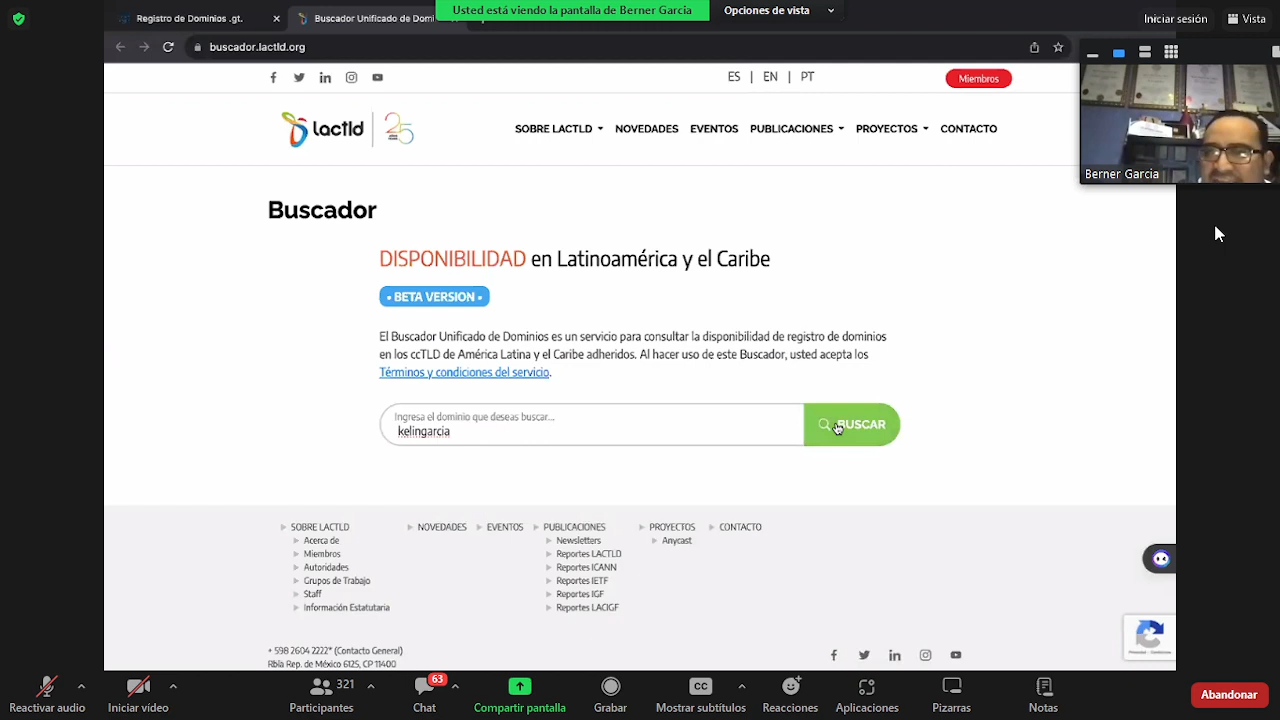 Usted está viendo la pantalla de Berner Garcia
Opciones de vista
Iniciar sesión
Vista
Registro de Dominios .gt.
Buscador Unificado de Domin
buscador.lactld.org
ES | EN | PT
Miembros
lactld
25
SOBRE LACTLD
NOVEDADES
EVENTOS
PUBLICACIONES
PROYECTOS
CONTACTO
Berner Garcia
Buscador
DISPONIBILIDAD en Latinoamérica y el Caribe
• BETA VERSION •
El Buscador Unificado de Dominios es un servicio para consultar la disponibilidad de registro de dominios
en los ccTLD de América Latina y el Caribe adheridos. Al hacer uso de este Buscador, usted acepta los
Términos y condiciones del servicio.
Ingresa el dominio que deseas buscar...
kelingarcia
BUSCAR
SOBRE LACTLD
Acerca de
Miembros
Autoridades
Grupos de Trabajo
Staff
Información Estatutaria
NOVEDADES
EVENTOS
PUBLICACIONES
Newsletters
Reportes LACTLD
Reportes ICANN
Reportes IETF
Reportes IGF
Reportes LACIGF
PROYECTOS
Anycast
CONTACTO
+ 598 2604 2222* (Contacto General)
Rbla Rep. de México 6125, CP 11400
Privacidad - Condiciones
Reactivar audio
Iniciar vídeo
321
Participantes
63
Chat
Compartir pantalla
Grabar
CC
Mostrar subtítulos
Reacciones
Aplicaciones
Pizarras
Notas
Abandonar